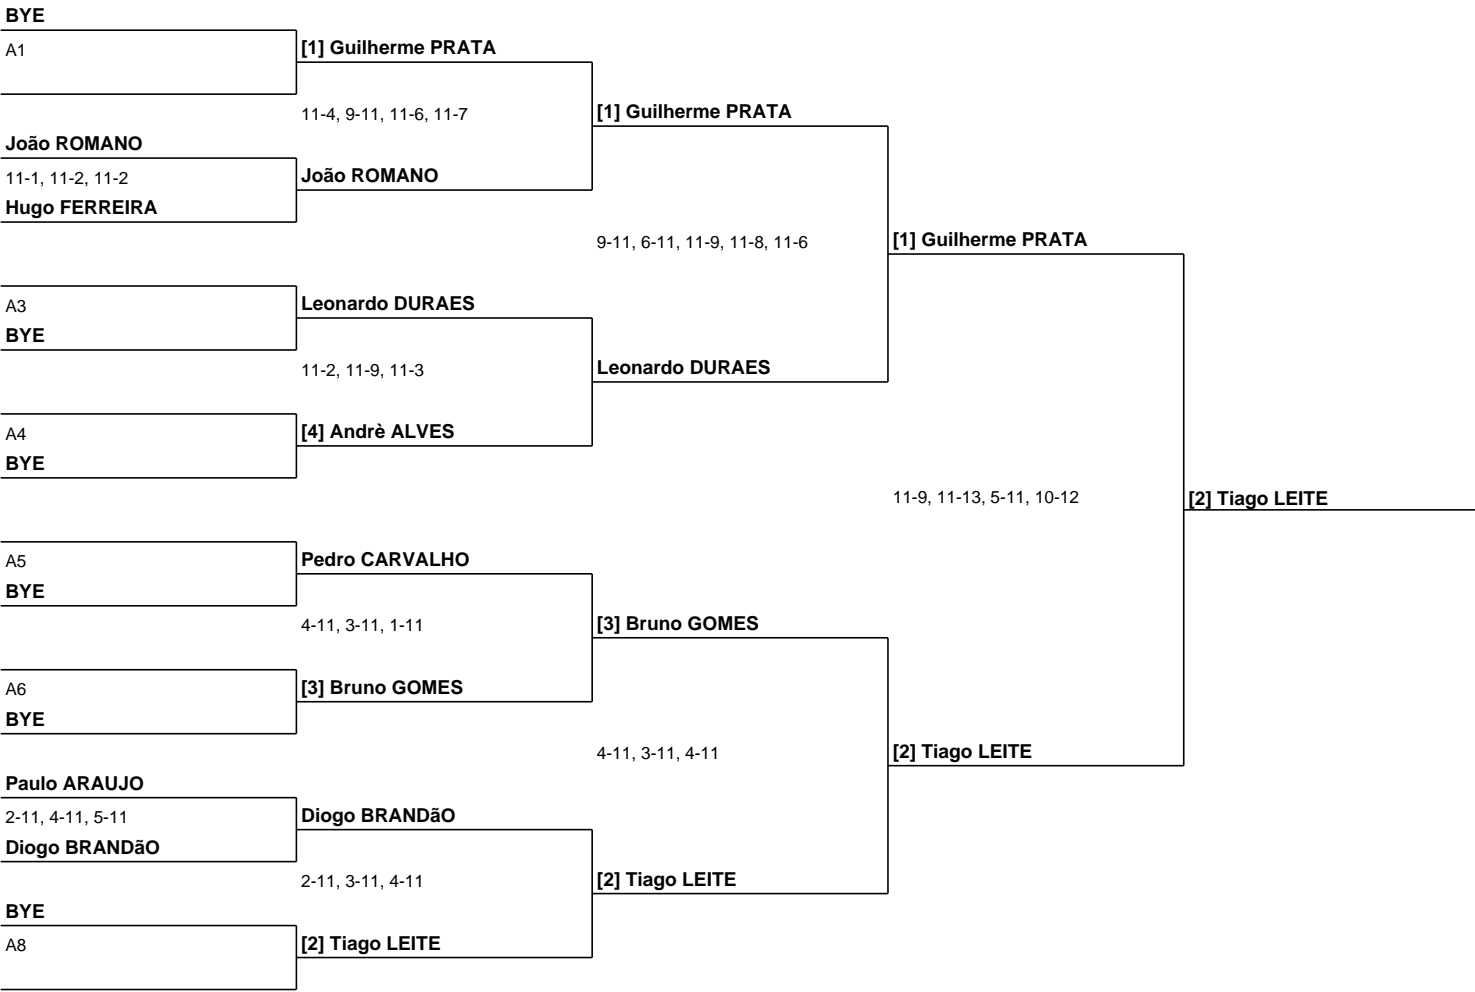 BYE
A1
[1] Guilherme PRATA
11-4, 9-11, 11-6, 11-7
[1] Guilherme PRATA
João ROMANO
11-1, 11-2, 11-2
João ROMANO
Hugo FERREIRA
9-11, 6-11, 11-9, 11-8, 11-6
[1] Guilherme PRATA
A3
Leonardo DURAES
BYE
11-2, 11-9, 11-3
Leonardo DURAES
A4
[4] Andrè ALVES
BYE
11-9, 11-13, 5-11, 10-12
[2] Tiago LEITE
A5
Pedro CARVALHO
BYE
4-11, 3-11, 1-11
[3] Bruno GOMES
A6
[3] Bruno GOMES
BYE
4-11, 3-11, 4-11
[2] Tiago LEITE
Paulo ARAUJO
2-11, 4-11, 5-11
Diogo BRANDãO
Diogo BRANDãO
2-11, 3-11, 4-11
[2] Tiago LEITE
BYE
A8
[2] Tiago LEITE